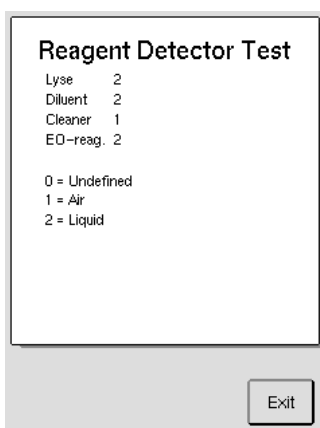 Reagent Detector Test
Lyse 2
Diluent 2
Cleaner 1
EO-reag. 2
0 = Undefined
1 = Air
2 = Liquid
Exit